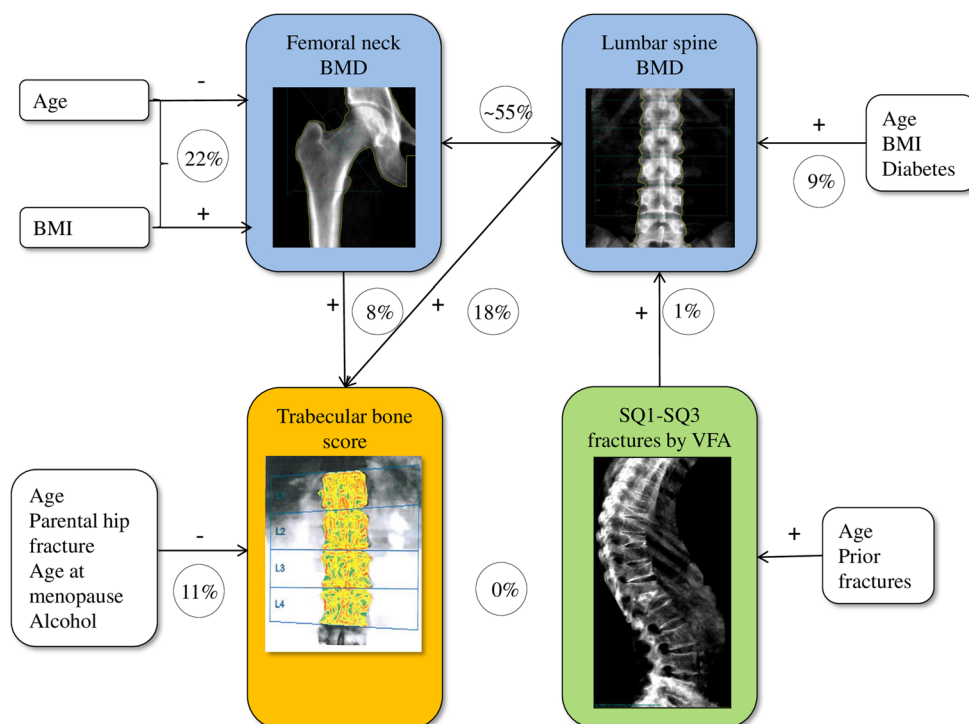 Femoral neck
BMD
Lumbar spine
BMD
Age
-
22%
BMI
+
~55%
+
9%
Age
BMI
Diabetes
+
8%
+
18%
+
1%
Trabecular bone
score
L2
L3
L4
SQ1-SQ3
fractures by VFA
Age
Parental hip
fracture
Age at
menopause
Alcohol
-
11%
0%
+
Age
Prior
fractures